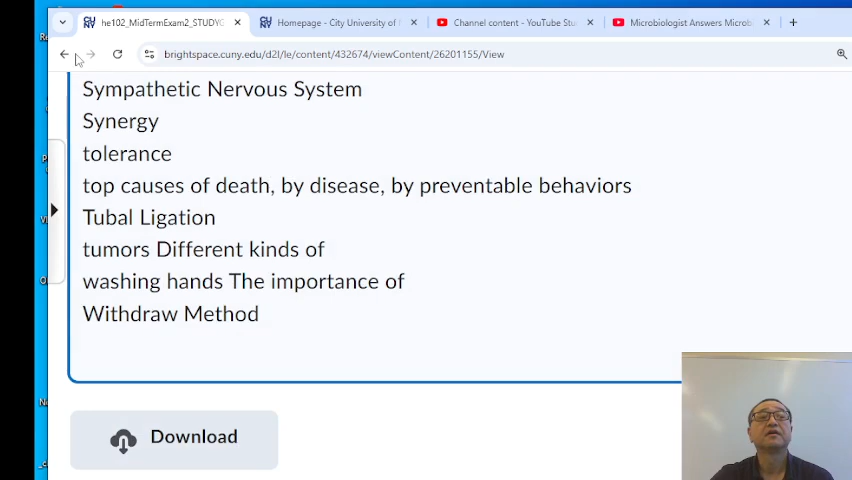 he102_MidTermExam2_STUDYG
Homepage - City University of
Channel content - YouTube Stu
Microbiologist Answers Microb
brightspace.cuny.edu/d2l/le/content/432674/viewContent/26201155/View
Sympathetic Nervous System
Synergy
tolerance
top causes of death, by disease, by preventable behaviors
Tubal Ligation
tumors Different kinds of
washing hands The importance of
Withdraw Method
Download